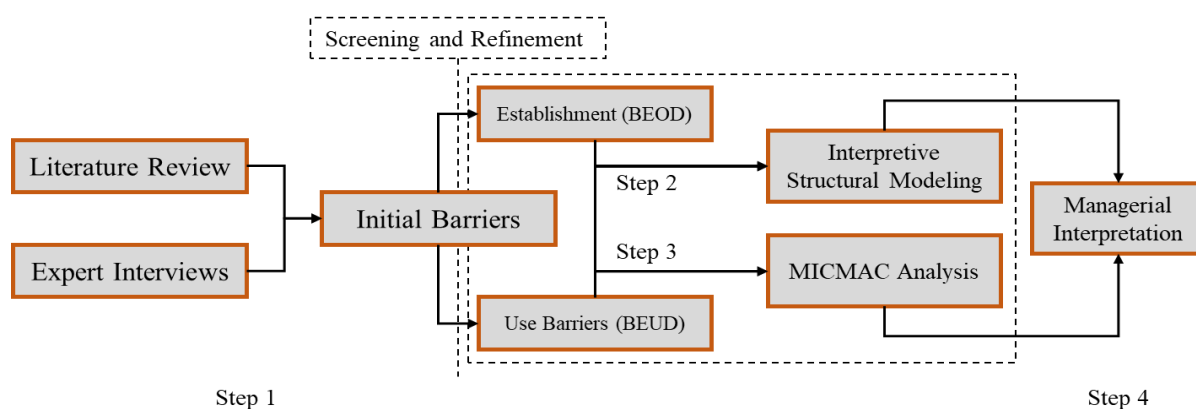 Screening and Refinement
Literature Review
Expert Interviews
Initial Barriers
Establishment (BEOD)
Use Barriers (BEUD)
Step 2
Step 3
Interpretive
Structural Modeling
MICMAC Analysis
Managerial
Interpretation
Step 1
Step 4